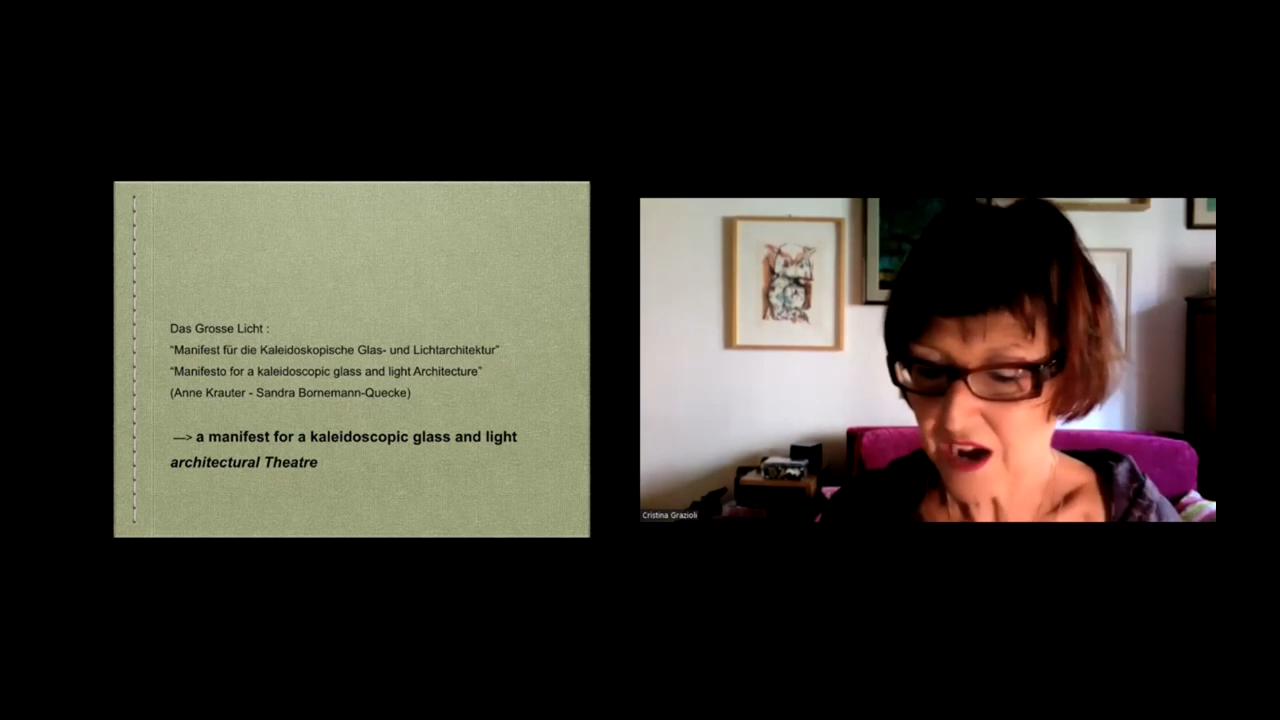 Das Grosse Licht :
“Manifest für die Kaleidoskopische Glas- und Lichtarchitektur”
“Manifesto for a kaleidoscopic glass and light Architecture”
(Anne Krauter - Sandra Bornemann-Quecke)
—> a manifest for a kaleidoscopic glass and light
architectural Theatre
Cristina Grazioli